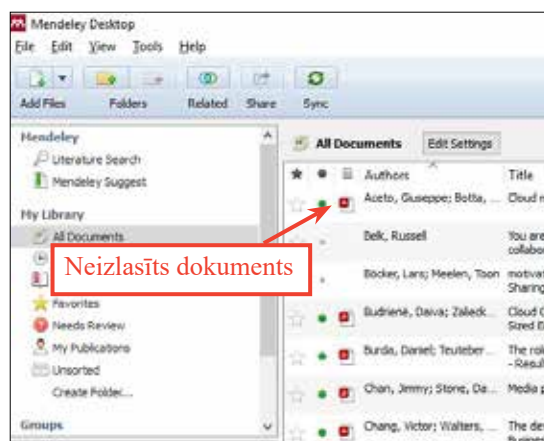 Mendeley Desktop
File Edit View Tools Help
Add Files Folders Related Share Sync
Mendeley
Literature Search
Mendeley Suggest
My Library
All Documents
Favorites
Needs Review
My Publications
Unsorted
Create Folder...
Groups
Neizlasīts dokuments
All Documents Edit Settings
Authors Title
Aceto, Giuseppe; Botta, ... Cloud
Belk, Russell You are
Böcker, Lars; Meelen, Toon motivat
Sharing
Budrienė, Daiva; Zalieck... Cloud
Sized
Burda, Daniel; Teuteber... The rol
- Resul
Chan, Jimmy; Stone, Da... Media
Chang, Victor; Walters, ... The de